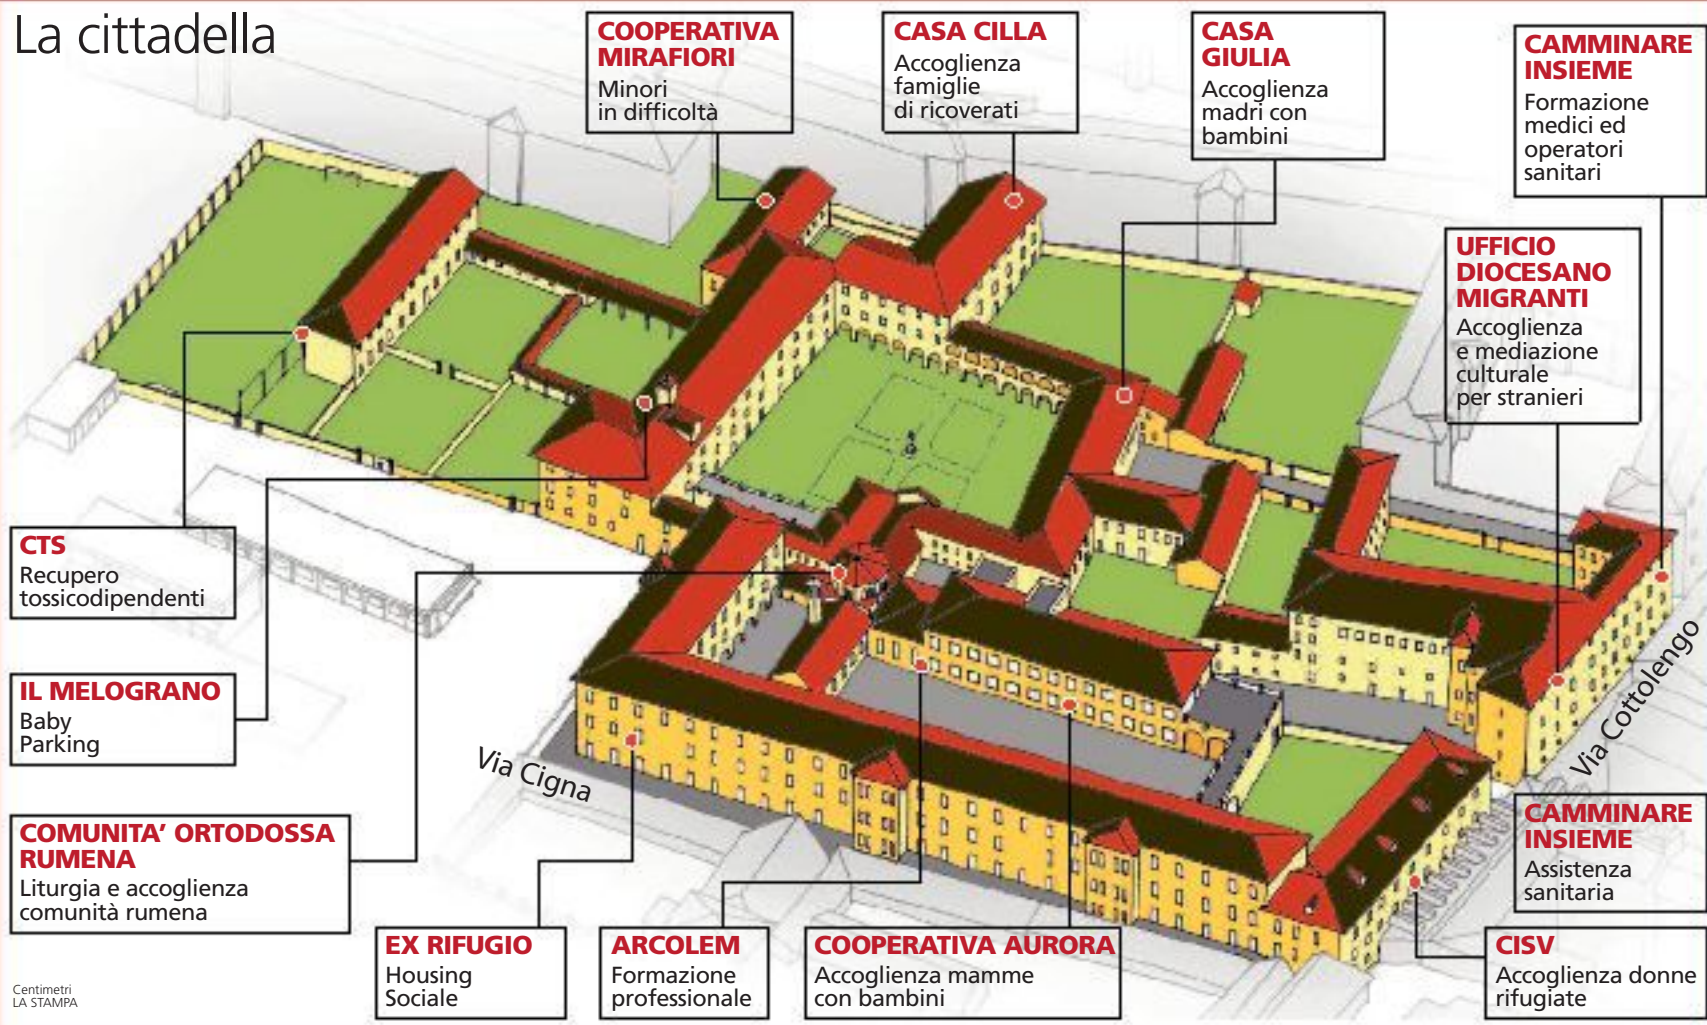 La cittadella
COOPERATIVA
MIRAFIORI
Minori
in difficoltà
CASA CILLA
Accoglienza
famiglie
di ricoverati
CASA
GIULIA
Accoglienza
madri con
bambini
CAMMINARE
INSIEME
Formazione
medici ed
operatori
sanitari
UFFICIO
DIOCESANO
MIGRANTI
Accoglienza
e mediazione
culturale
per stranieri
CTS
Recupero
tossicodipendenti
IL MELOGRANO
Baby
Parking
COMUNITA’ ORTODOSSA
RUMENA
Liturgia e accoglienza
comunità rumena
Via Cigna
Via Cottolengo
EX RIFUGIO
Housing
Sociale
ARCOLEM
Formazione
professionale
COOPERATIVA AURORA
Accoglienza mamme
con bambini
CAMMINARE
INSIEME
Assistenza
sanitaria
CISV
Accoglienza donne
rifugiate
Centimetri
LA STAMPA